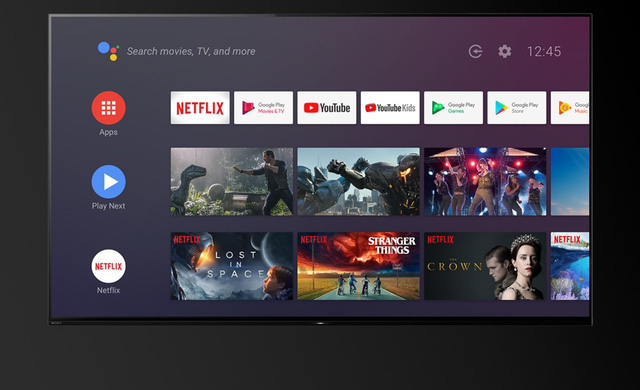 Search movies, TV, and more
12:45
Apps
NETFLIX
Google Play
Movies & TV
YouTube
YouTube Kids
Google Play
Games
Google Play
Store
Google Play
Music
Play Next
NETFLIX
Netflix
NETFLIX
LOST
IN
SPACE
NETFLIX
STRANGER
THINGS
NETFLIX
THE
CROWN
NETFLIX